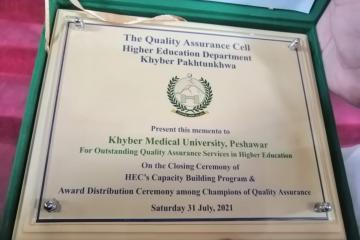 The Quality Assurance Cell
Higher Education Department
Khyber Pakhtunkhwa
Present this memento to
Khyber Medical University, Peshawar
For Outstanding Quality Assurance Services in Higher Education
On the Closing Ceremony of
HEC's Capacity Building Program &
Award Distribution Ceremony among Champions of Quality Assurance
Saturday 31 July, 2021